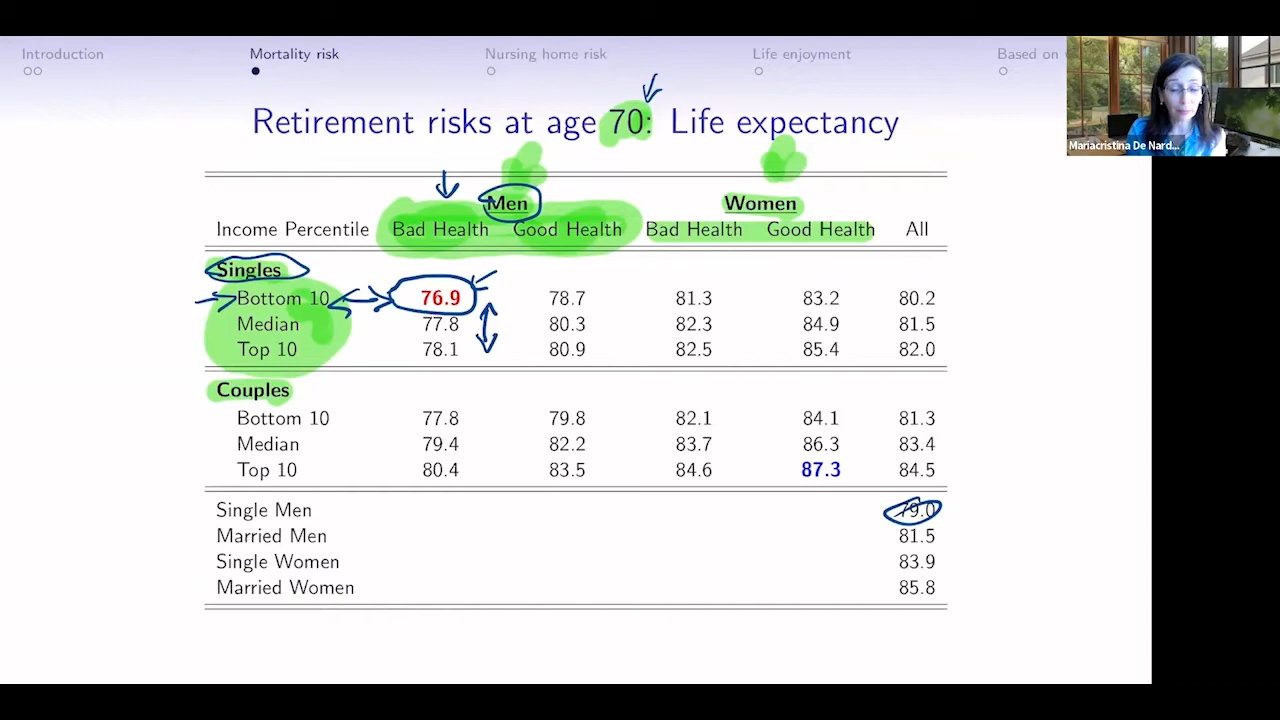 Introduction Mortality risk Nursing home risk Life enjoyment Based on
Mariacristina De Nard...
Retirement risks at age 70: Life expectancy
Men Women
Income Percentile Bad Health Good Health Bad Health Good Health All
Singles
Bottom 10 76.9 78.7 81.3 83.2 80.2
Median 77.8 80.3 82.3 84.9 81.5
Top 10 78.1 80.9 82.5 85.4 82.0
Couples
Bottom 10 77.8 79.8 82.1 84.1 81.3
Median 79.4 82.2 83.7 86.3 83.4
Top 10 80.4 83.5 84.6 87.3 84.5
Single Men 79.0
Married Men 81.5
Single Women 83.9
Married Women 85.8